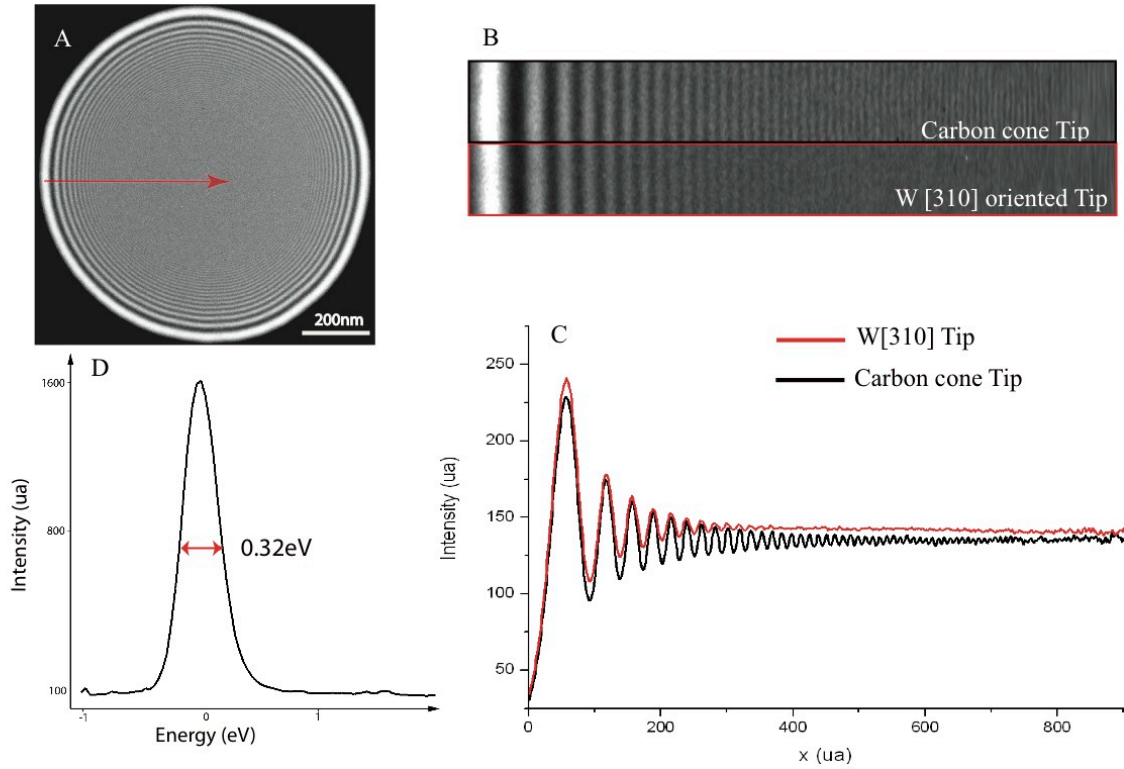 A
200nm
B
Carbon cone Tip
W [310] oriented Tip
D
1600
800
100
Intensity (ua)
0.32eV
-1 0 1
Energy (eV)
C
W[310] Tip
Carbon cone Tip
250
200
150
100
50
Intensity (ua)
0 200 400 600 800
x (ua)